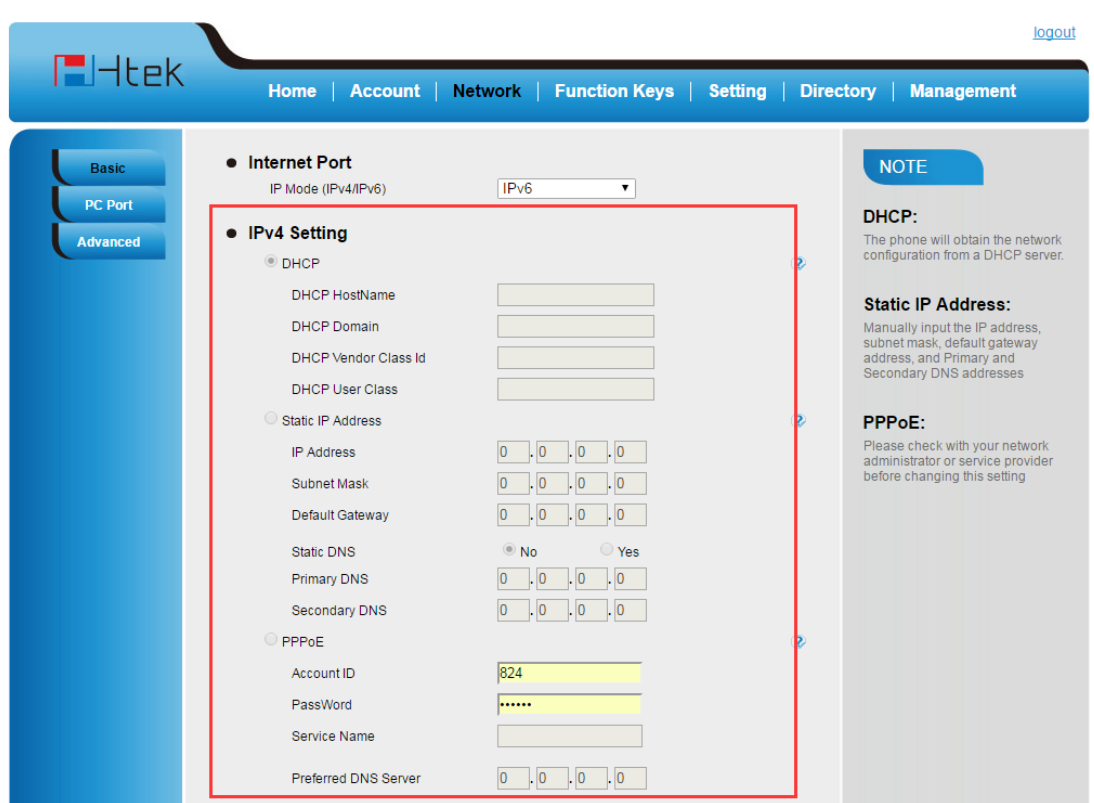 logout
Htek
Home | Account | Network | Function Keys | Setting | Directory | Management
Basic
PC Port
Advanced
Internet Port
IP Mode (IPv4/IPv6) IPv6
IPv4 Setting
DHCP
DHCP HostName
DHCP Domain
DHCP Vendor Class Id
DHCP User Class
Static IP Address
IP Address 0 . 0 . 0 . 0
Subnet Mask 0 . 0 . 0 . 0
Default Gateway 0 . 0 . 0 . 0
Static DNS No Yes
Primary DNS 0 . 0 . 0 . 0
Secondary DNS 0 . 0 . 0 . 0
PPPoE
Account ID 824
PassWord ••••••
Service Name
Preferred DNS Server 0 . 0 . 0 . 0
NOTE
DHCP:
The phone will obtain the network
configuration from a DHCP server.
Static IP Address:
Manually input the IP address,
subnet mask, default gateway
address, and Primary and
Secondary DNS addresses
PPPoE:
Please check with your network
administrator or service provider
before changing this setting